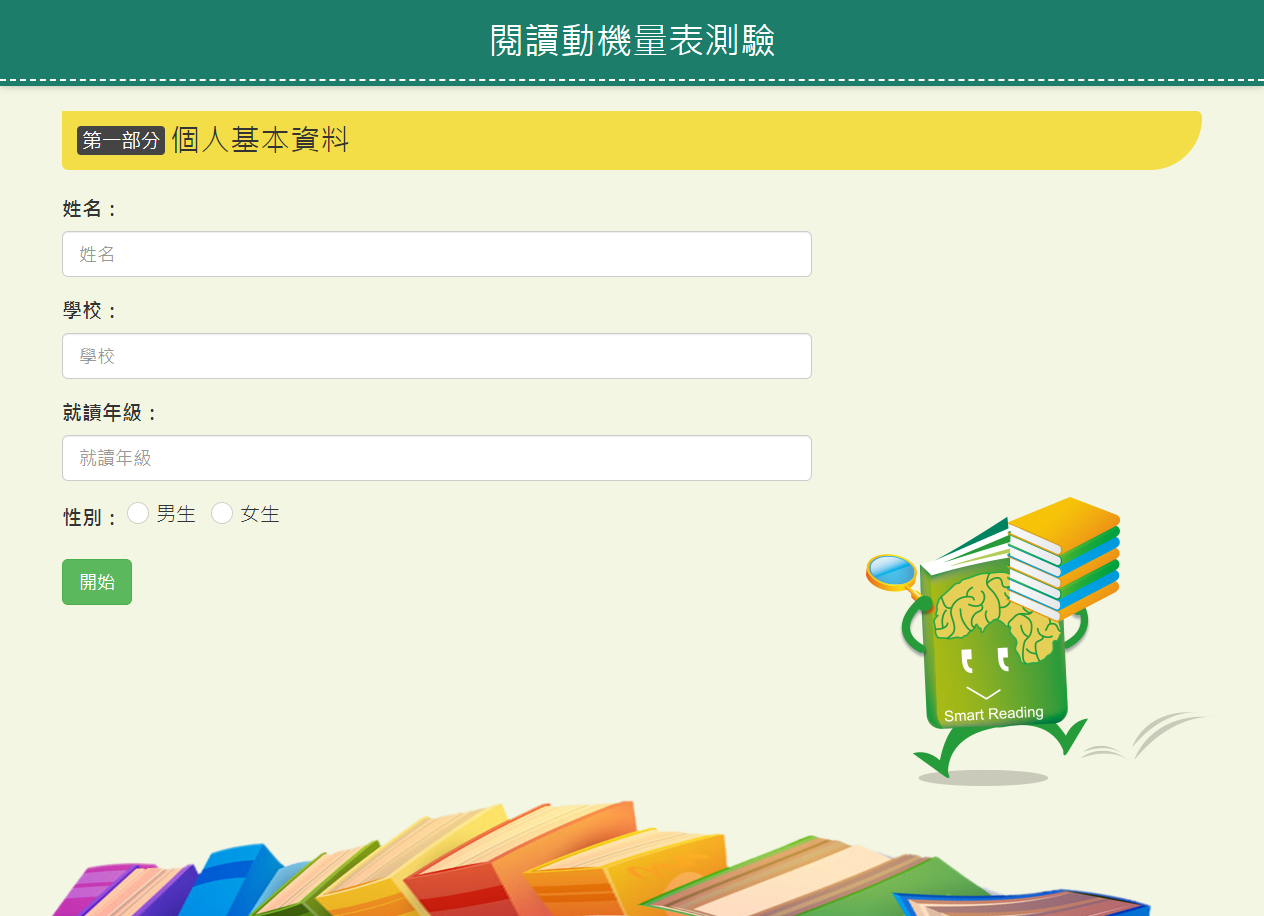 閱讀動機量表測驗
第一部分 個人基本資料
姓名：
姓名
學校：
學校
就讀年級：
就讀年級
性別： 男生 女生
開始
Smart Reading